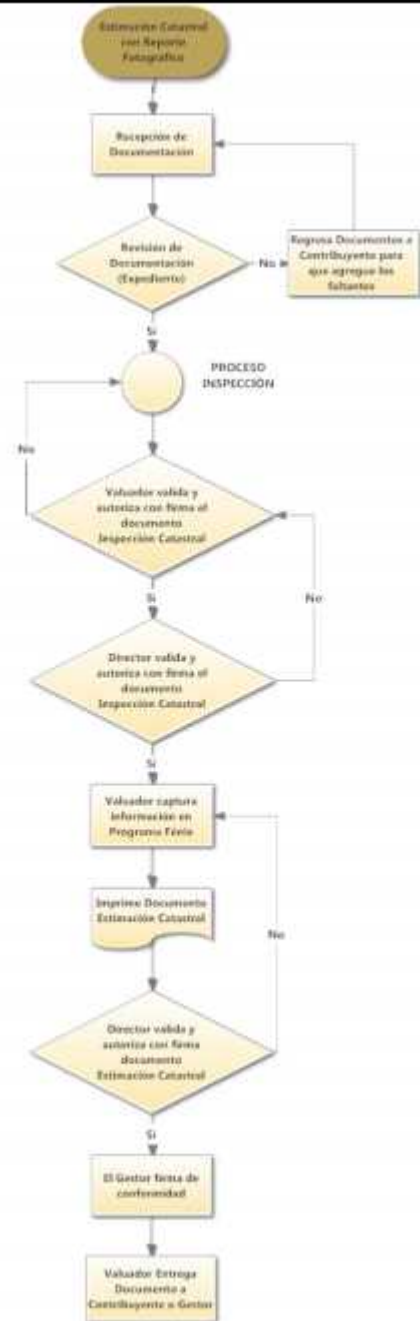 Estimación Catastral
con Reporte
Fotográfico
Recepción de
Documentación
Revisión de
Documentación
(Expediente)
No
Regresa Documentos a
Contribuyente para
que agregue los
faltantes
Si
PROCESO
INSPECCIÓN
No
Valuador valida y
autoriza con firma el
documento
Inspección Catastral
Si
No
Director valida y
autoriza con firma el
documento
Inspección Catastral
Si
Valuador captura
información en
Programa
Imprime Documento
Estimación Catastral
No
Director valida y
autoriza con firma
documento
Estimación Catastral
Si
El Gestor firma de
conformidad
Valuador Entrega
Documento a
Contribuyente o Gestor